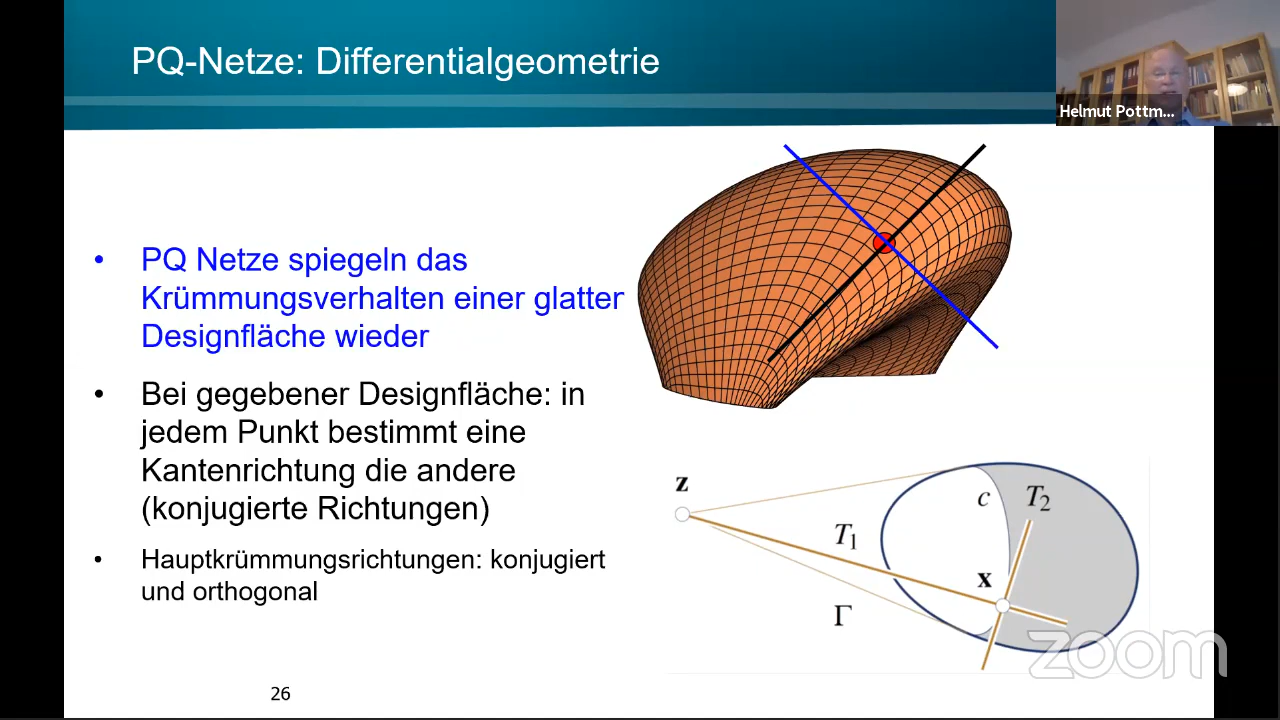 PQ-Netze: Differentialgeometrie
Helmut Pottm...
• PQ Netze spiegeln das
Krümmungsverhalten einer glatten
Designfläche wieder
• Bei gegebener Designfläche: in
jedem Punkt bestimmt eine
Kantenrichtung die andere
(konjugierte Richtungen)
• Hauptkrümmungsrichtungen: konjugiert
und orthogonal
z
c
T2
T1
x
Γ
zoom
26